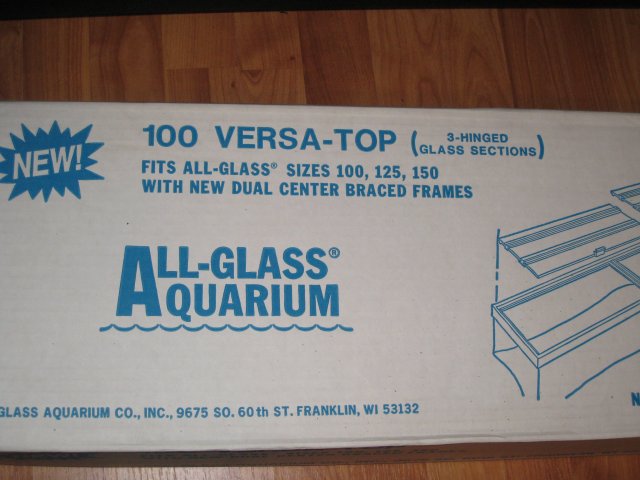 NEW!
100 VERSA-TOP (3-HINGED
GLASS SECTIONS)
FITS ALL-GLASS® SIZES 100, 125, 150
WITH NEW DUAL CENTER BRACED FRAMES
ALL-GLASS®
AQUARIUM
GLASS AQUARIUM CO., INC., 9675 SO. 60th ST. FRANKLIN, WI 53132
N